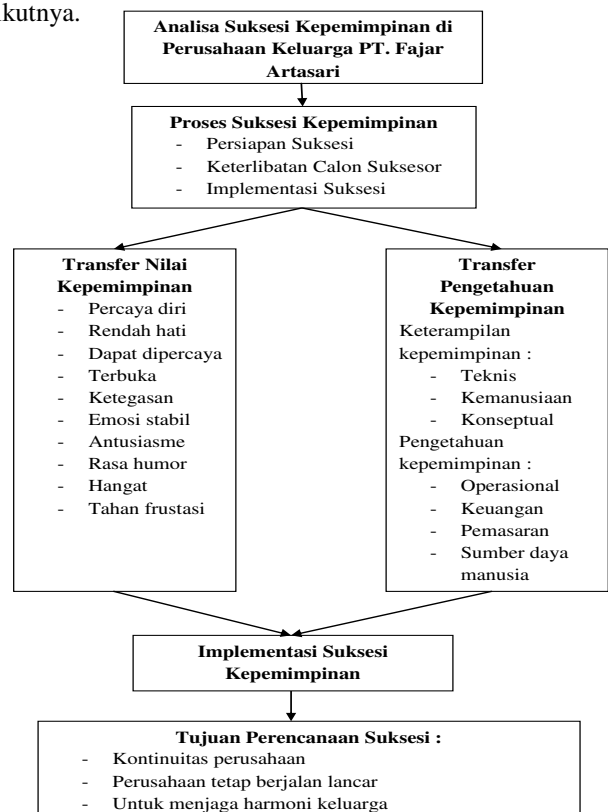 kutnya.
Analisa Suksesi Kepemimpinan di
Perusahaan Keluarga PT. Fajar
Artasari
Proses Suksesi Kepemimpinan
- Persiapan Suksesi
- Keterlibatan Calon Suksesor
- Implementasi Suksesi
Transfer Nilai
Kepemimpinan
- Percaya diri
- Rendah hati
- Dapat dipercaya
- Terbuka
- Ketegasan
- Emosi stabil
- Antusiasme
- Rasa humor
- Hangat
- Tahan frustasi
Transfer
Pengetahuan
Kepemimpinan
Keterampilan
kepemimpinan :
- Teknis
- Kemanusiaan
- Konseptual
Pengetahuan
kepemimpinan :
- Operasional
- Keuangan
- Pemasaran
- Sumber daya
manusia
Implementasi Suksesi
Kepemimpinan
Tujuan Perencanaan Suksesi :
- Kontinuitas perusahaan
- Perusahaan tetap berjalan lancar
- Untuk menjaga harmoni keluarga